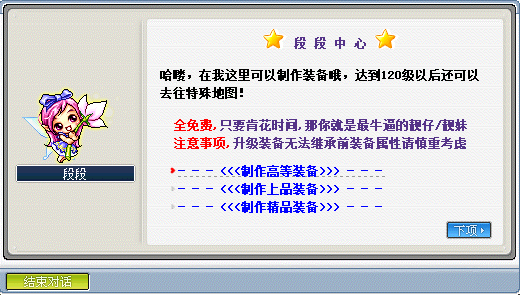 段段中心
哈喽，在我这里可以制作装备哦，达到120级以后还可以
去往特殊地图！
全免费,只要肯花时间,那你就是最牛逼的靓仔/靓妹
注意事项,升级装备无法继承前装备属性请慎重考虑
段段
- - - <<<制作高等装备>>> - - -
- - - <<<制作上品装备>>> - - -
- - - <<<制作精品装备>>> - - -
下项
结束对话